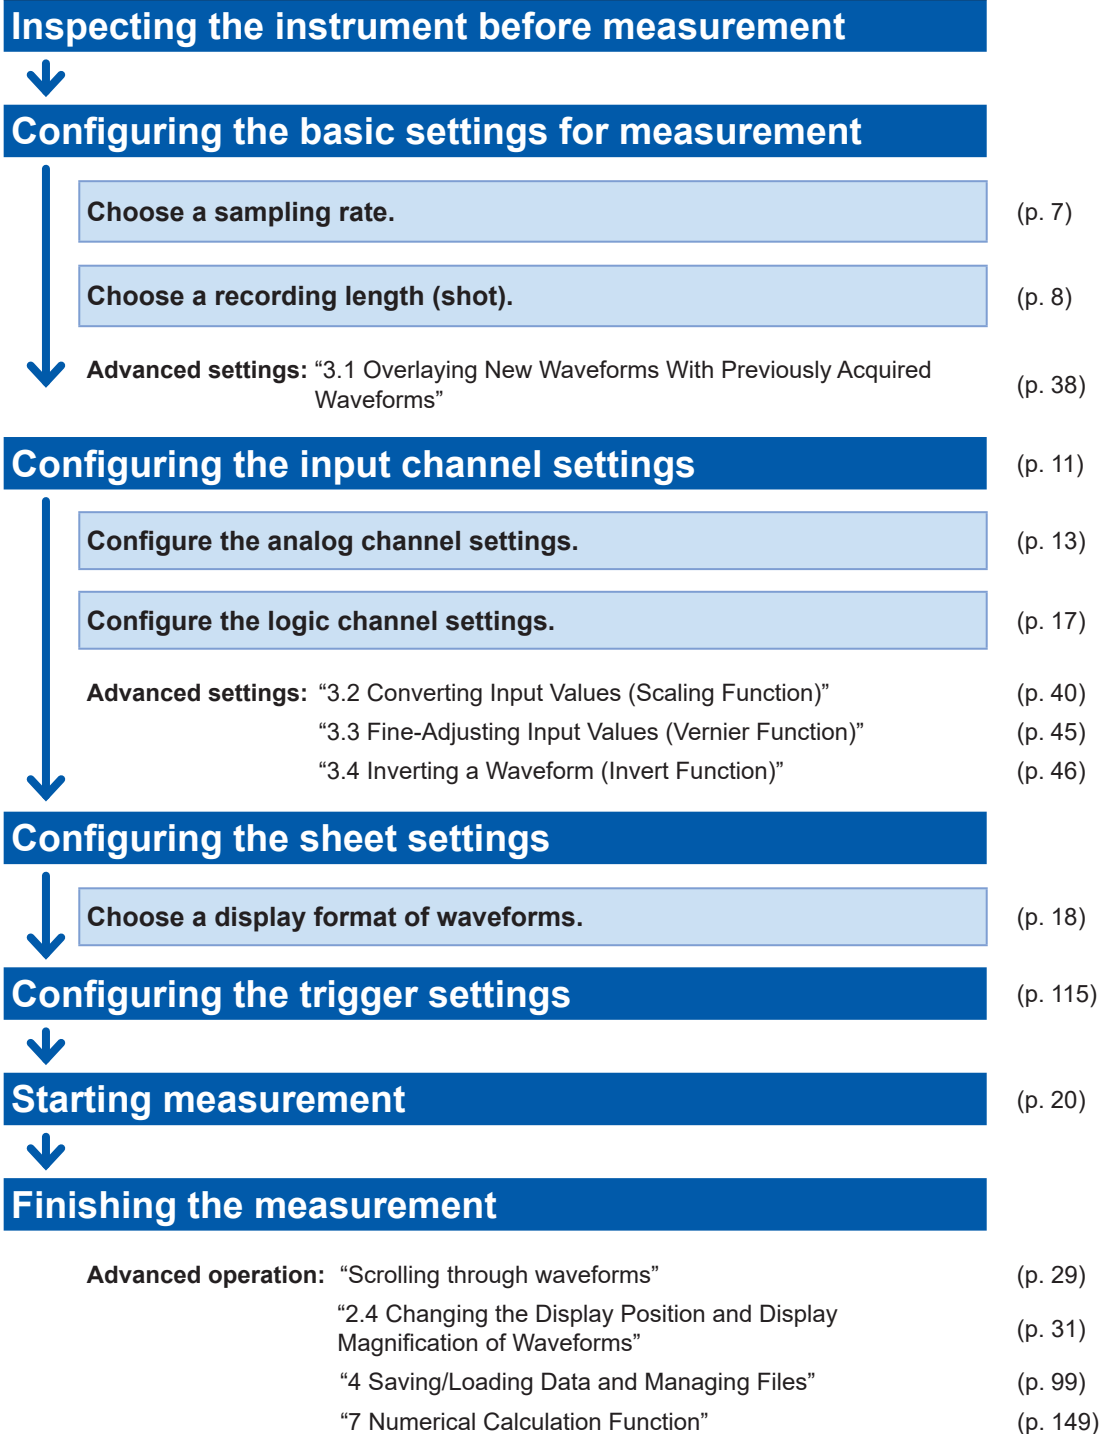 Inspecting the instrument before measurement
Configuring the basic settings for measurement
Choose a sampling rate. (p. 7)
Choose a recording length (shot). (p. 8)
Advanced settings: “3.1 Overlaying New Waveforms With Previously Acquired
Waveforms” (p. 38)
Configuring the input channel settings (p. 11)
Configure the analog channel settings. (p. 13)
Configure the logic channel settings. (p. 17)
Advanced settings: “3.2 Converting Input Values (Scaling Function)” (p. 40)
“3.3 Fine-Adjusting Input Values (Vernier Function)” (p. 45)
“3.4 Inverting a Waveform (Invert Function)” (p. 46)
Configuring the sheet settings
Choose a display format of waveforms. (p. 18)
Configuring the trigger settings (p. 115)
Starting measurement (p. 20)
Finishing the measurement
Advanced operation: “Scrolling through waveforms” (p. 29)
“2.4 Changing the Display Position and Display
Magnification of Waveforms” (p. 31)
“4 Saving/Loading Data and Managing Files” (p. 99)
“7 Numerical Calculation Function” (p. 149)